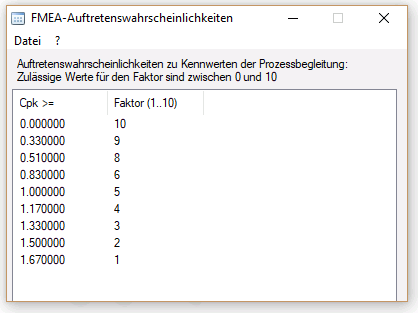 FMEA-Auftretenswahrscheinlichkeiten
Datei ?
Auftretenswahrscheinlichkeiten zu Kennwerten der Prozessbegleitung:
Zulässige Werte für den Faktor sind zwischen 0 und 10
Cpk >= Faktor (1..10)
0.000000 10
0.330000 9
0.510000 8
0.830000 6
1.000000 5
1.170000 4
1.330000 3
1.500000 2
1.670000 1